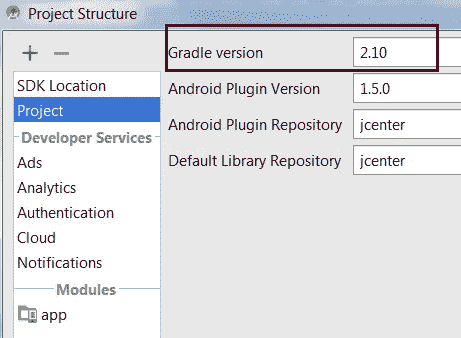 Project Structure
SDK Location
Project
Developer Services
Ads
Analytics
Authentication
Cloud
Notifications
Modules
app
Gradle version 2.10
Android Plugin Version 1.5.0
Android Plugin Repository jcenter
Default Library Repository jcenter